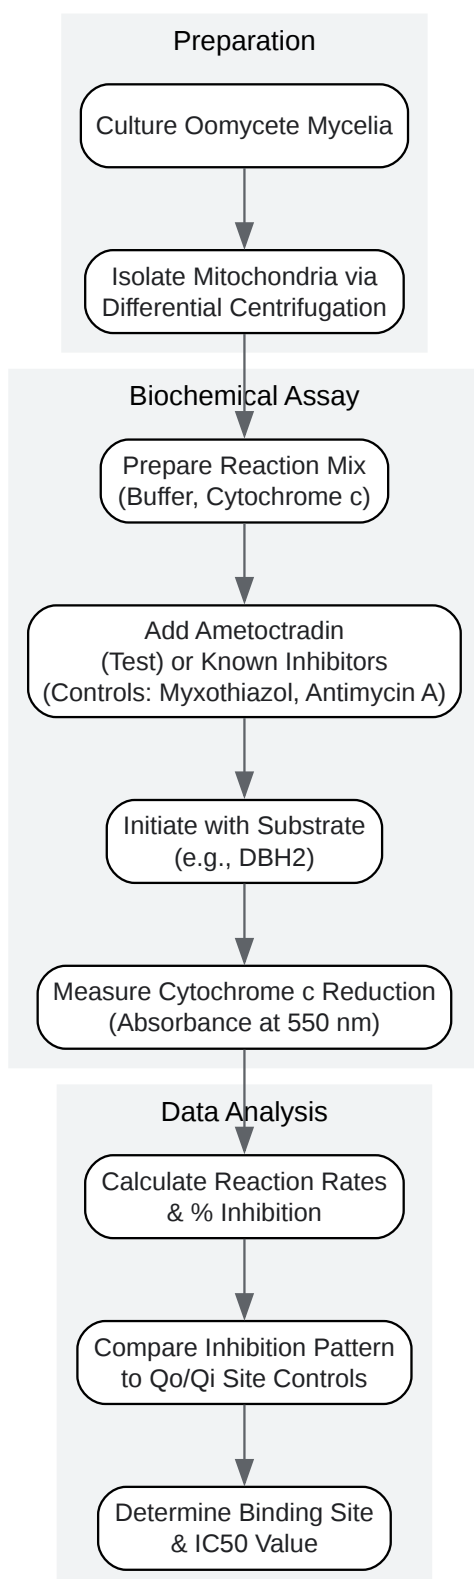 Preparation
Culture Oomycete Mycelia
Isolate Mitochondria via
Differential Centrifugation
Biochemical Assay
Prepare Reaction Mix
(Buffer, Cytochrome c)
Add Ametoctradin
(Test) or Known Inhibitors
(Controls: Myxothiazol, Antimycin A)
Initiate with Substrate
(e.g., DBH2)
Measure Cytochrome c Reduction
(Absorbance at 550 nm)
Data Analysis
Calculate Reaction Rates
& % Inhibition
Compare Inhibition Pattern
to Qo/Qi Site Controls
Determine Binding Site
& IC50 Value